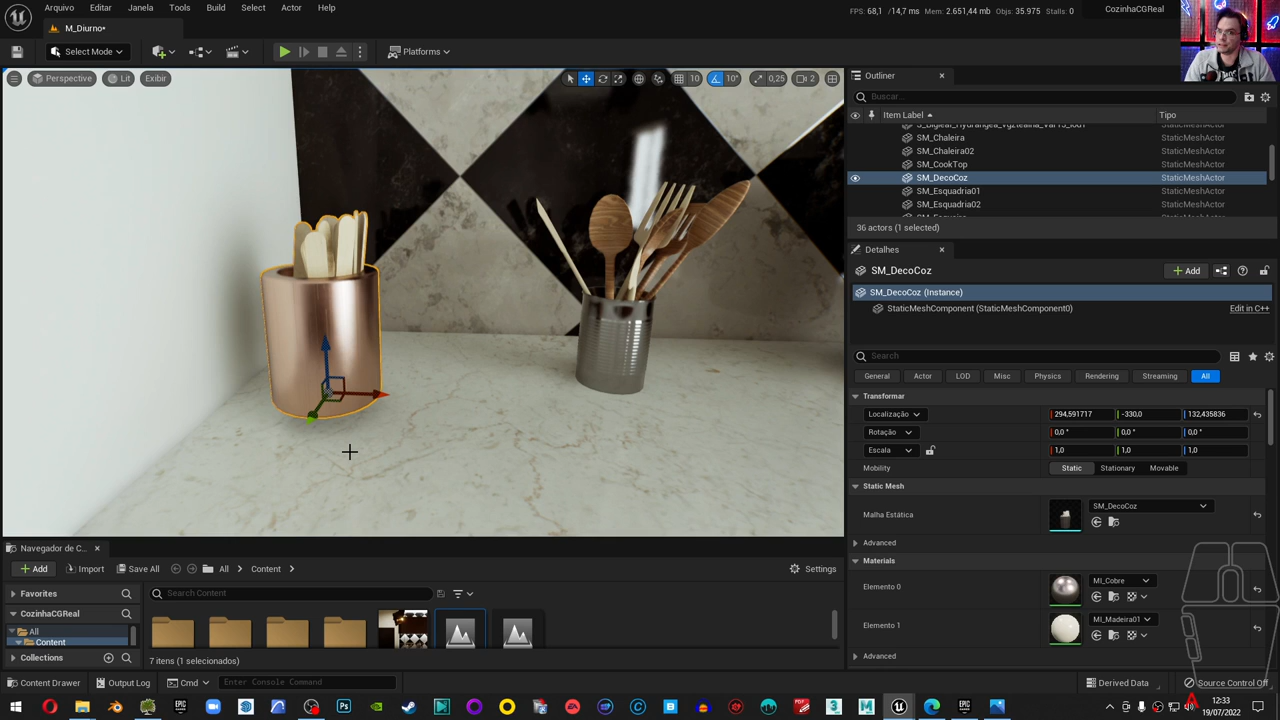 File Editar Janela Tools Build Select Actor Help
FPS: 68,1 / 14,7 ms Mem: 2.651,44 mb Objs: 35.975 Stalls: 0
CozinhaCGReal
M_Diurno•
Select Mode
Platforms
Perspective Lit Exibir
10 10° 0,25 2
Outliner
Buscar...
Item Label Tipo
StaticMeshActor
SM_Chaleira StaticMeshActor
SM_Chaleira02 StaticMeshActor
SM_CookTop StaticMeshActor
SM_DecoCoz StaticMeshActor
SM_Esquadria01 StaticMeshActor
SM_Esquadria02 StaticMeshActor
36 actors (1 selected)
Detalhes
SM_DecoCoz
Add
SM_DecoCoz (Instance)
StaticMeshComponent (StaticMeshComponent0) Edit in C++
Search
General Actor LOD Misc Physics Rendering Streaming All
Transformar
Localização 294,591717 -330,0 132,435836
Rotação 0,0 ° 0,0 ° 0,0 °
Escala 1,0 1,0 1,0
Mobility Static Stationary Movable
Static Mesh
Malha Estática SM_DecoCoz
Advanced
Materials
Elemento 0 MI_Cobre
Elemento 1 MI_Madeira01
Advanced
Navegador de C...
Add Import Save All All Content Settings
Favorites
CozinhaCGReal
All
Content
Collections
Search Content
7 itens (1 selecionados)
Content Drawer Output Log Cmd Enter Console Command
Derived Data Source Control Off
12:33
19/07/2022